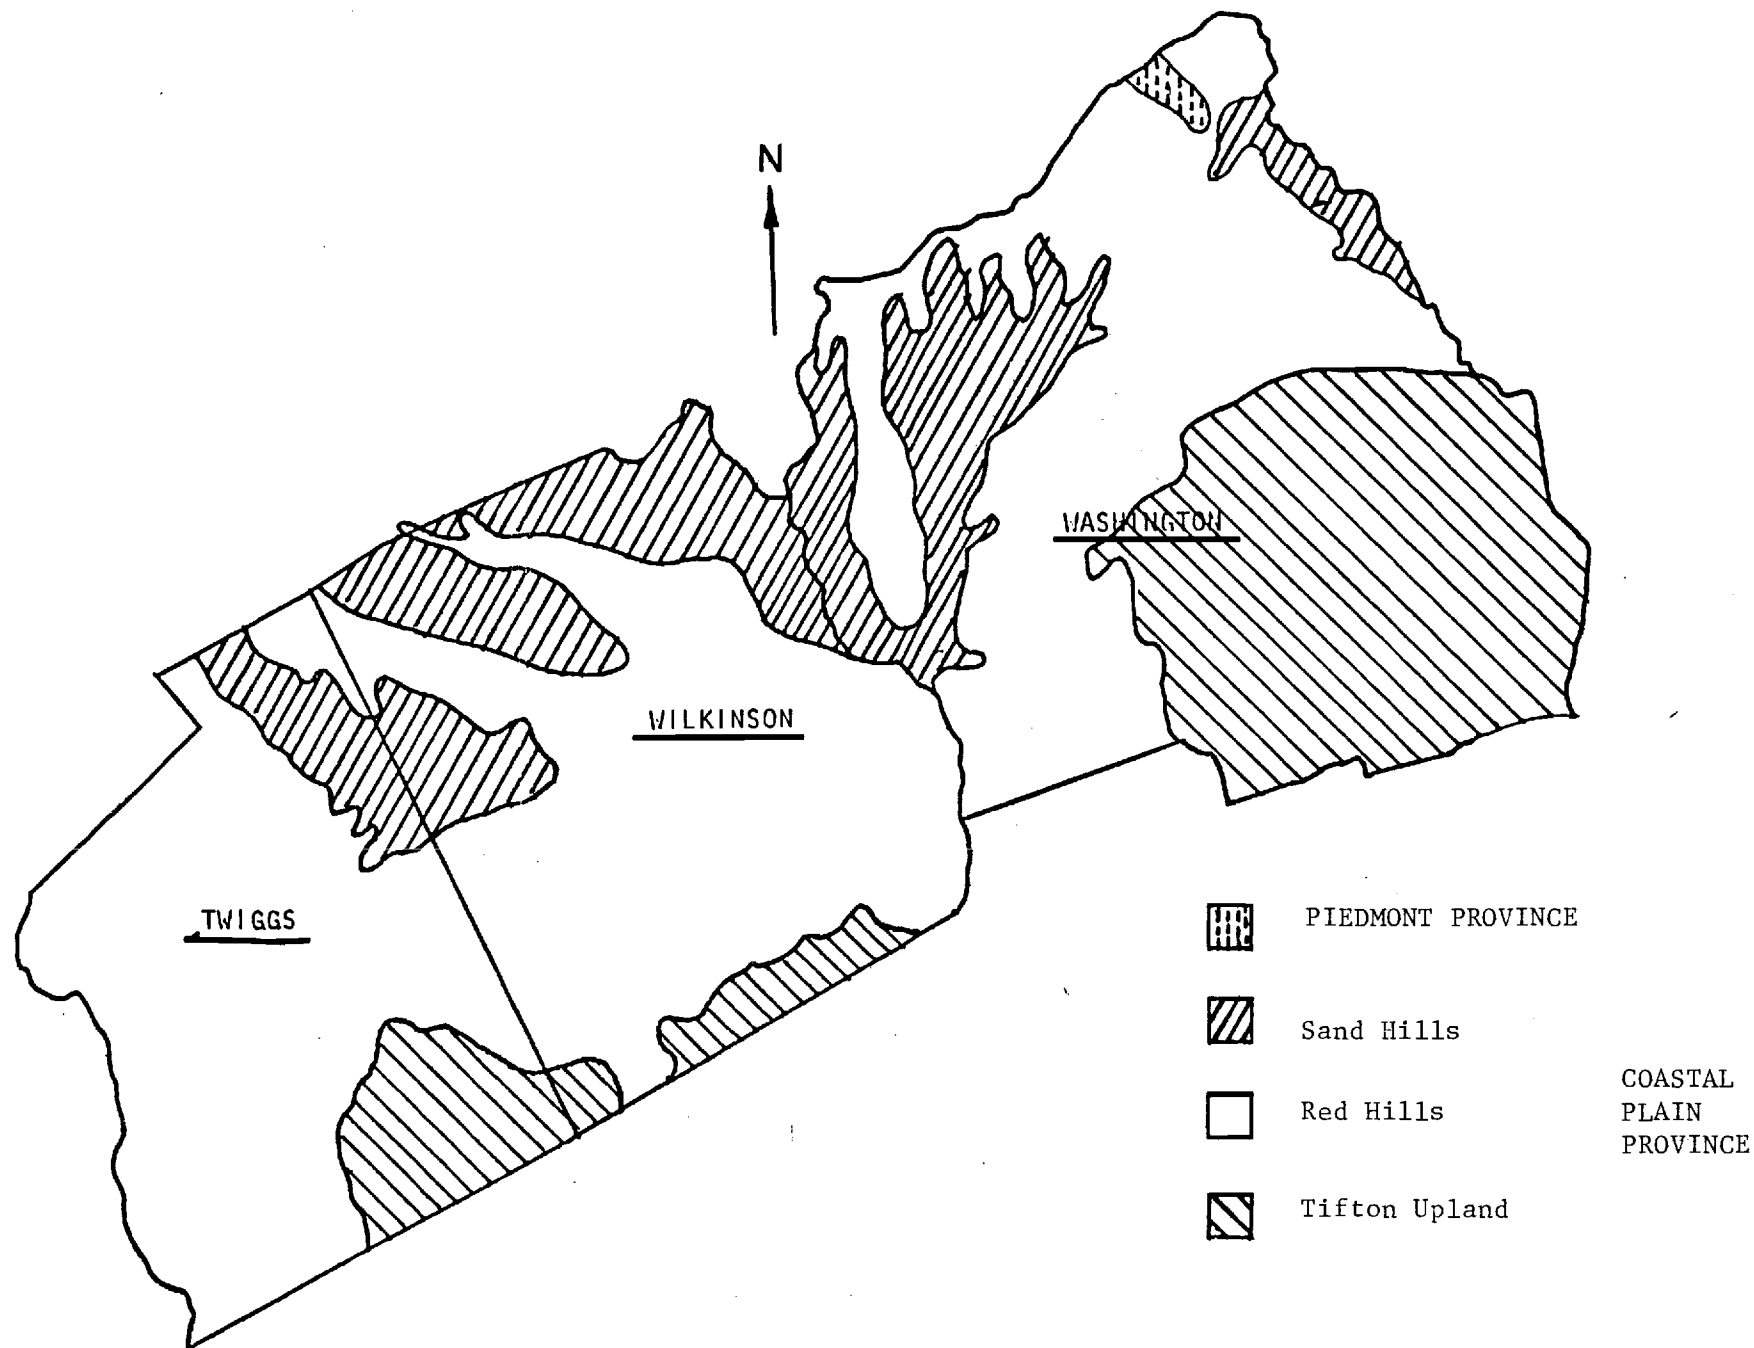 N
WASHINGTON
WILKINSON
TWIGGS
PIEDMONT PROVINCE
Sand Hills
Red Hills
Tifton Upland
COASTAL
PLAIN
PROVINCE